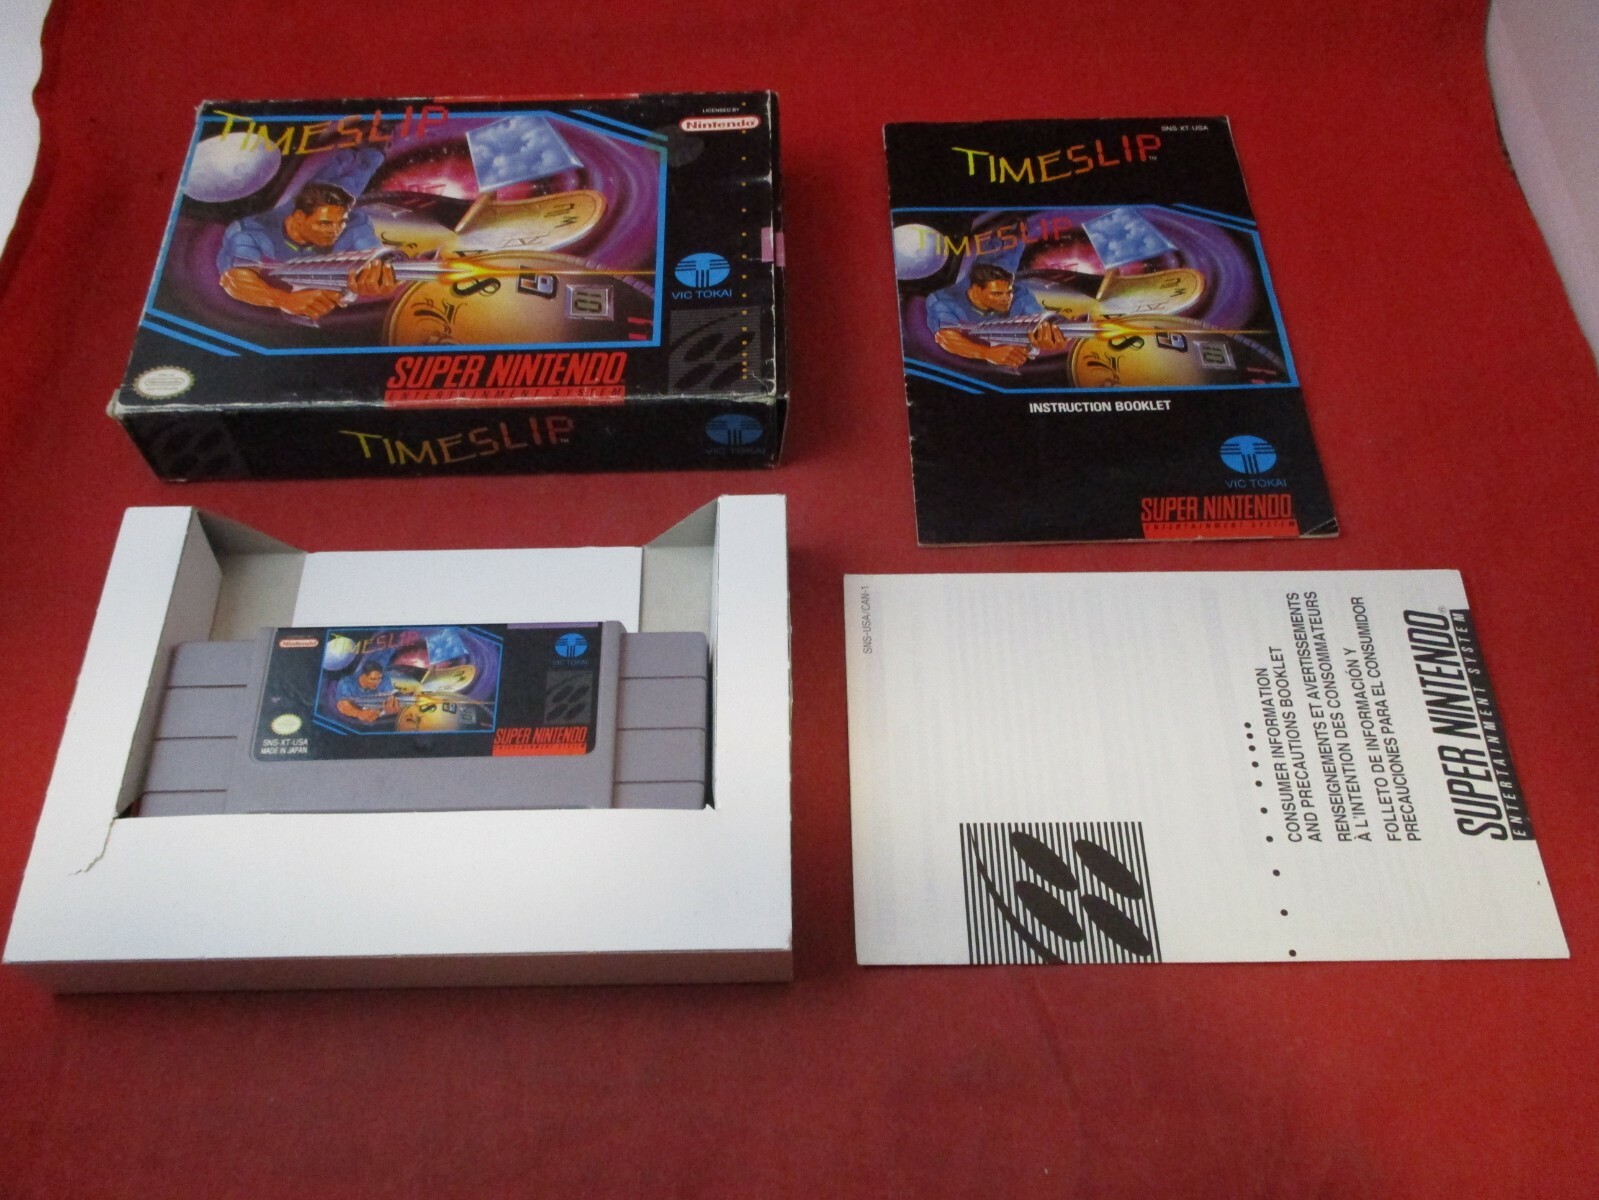 TIMESLIP
LICENSED BY
Nintendo
VIC TOKAI
SUPER NINTENDO
ENTERTAINMENT SYSTEM
TIMESLIP™
VIC TOKAI
SNS-XT-USA
TIMESLIP™
TIMESLIP
INSTRUCTION BOOKLET
VIC TOKAI
SUPER NINTENDO
ENTERTAINMENT SYSTEM
Nintendo
TIMESLIP
VIC TOKAI
SNS-XT-USA
MADE IN JAPAN
SUPER NINTENDO
ENTERTAINMENT SYSTEM
SNS-USA/CAN-1
CONSUMER INFORMATION
AND PRECAUTIONS BOOKLET
RENSEIGNEMENTS ET AVERTISSEMENTS
À L'INTENTION DES CONSOMMATEURS
FOLLETO DE INFORMACIÓN Y
PRECAUCIONES PARA EL CONSUMIDOR
SUPER NINTENDO®
ENTERTAINMENT SYSTEM